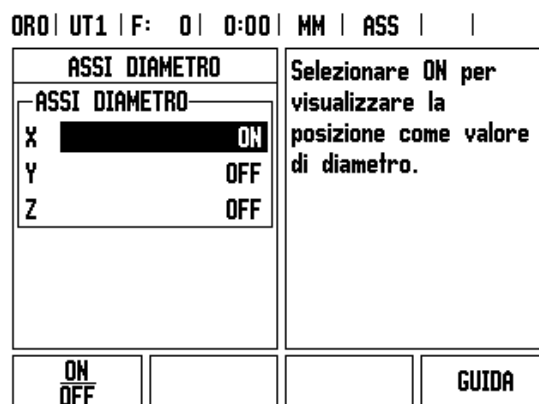 ORO| UT1 | F: 0| 0:00| MM | ASS | |
ASSI DIAMETRO
ASSI DIAMETRO
X ON
Y OFF
Z OFF
Selezionare ON per
visualizzare la
posizione come valore
di diametro.
ON
OFF
GUIDA